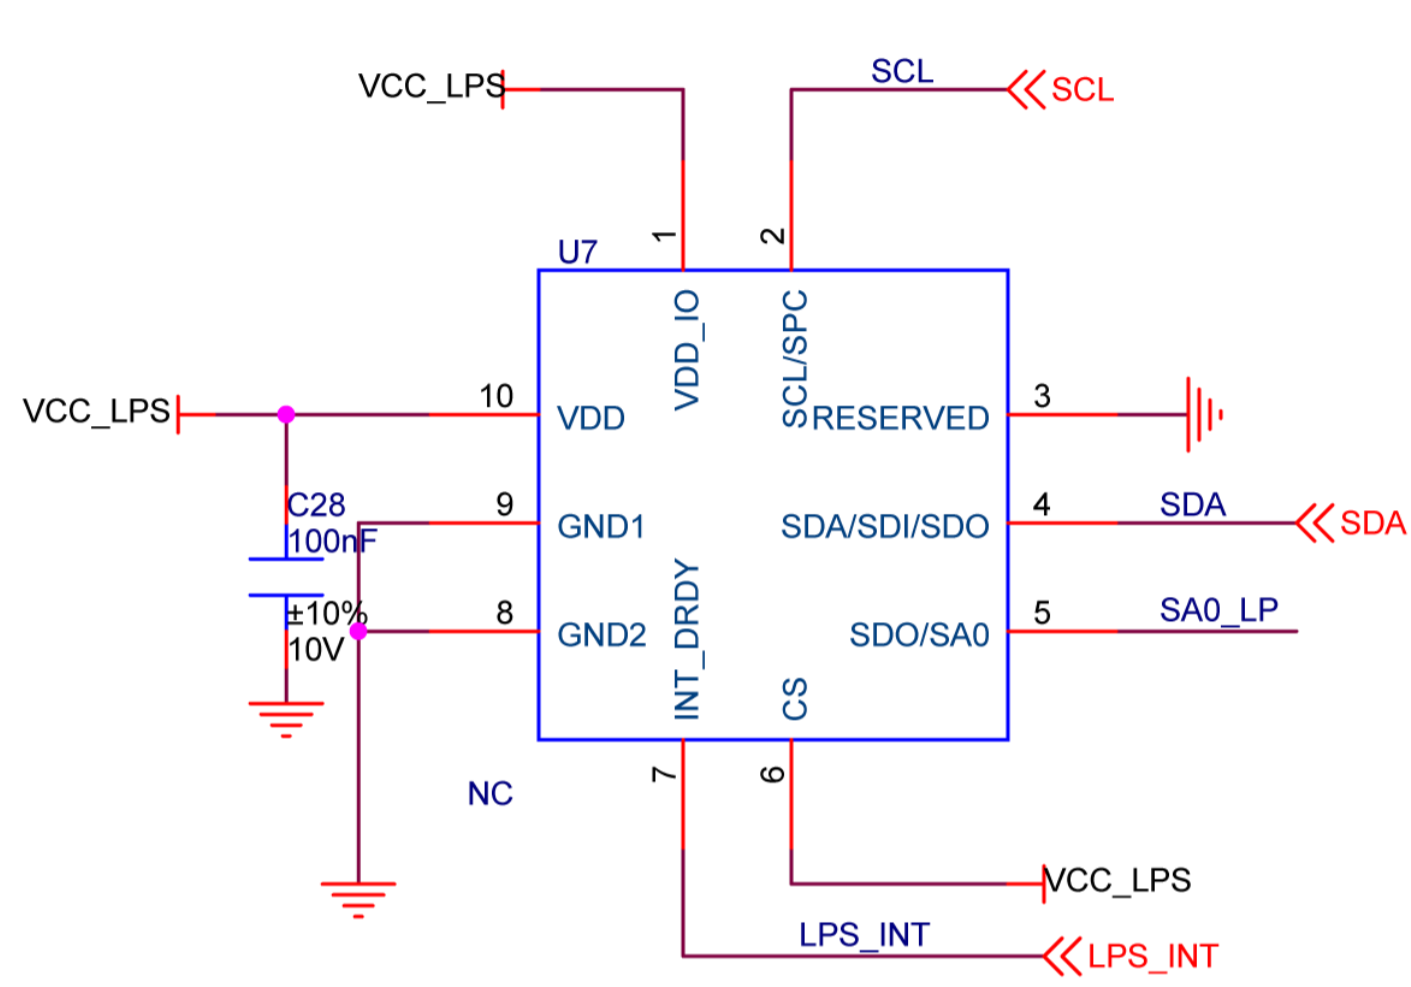 VCC_LPS
SCL
SCL
1
2
U7
VDD_IO
SCL/SPC
VCC_LPS
10
VDD
RESERVED
3
C28
100nF
9
GND1
SDA/SDI/SDO
4
SDA
SDA
±10%
10V
8
GND2
INT_DRDY
CS
SDO/SA0
5
SA0_LP
NC
7
6
VCC_LPS
LPS_INT
LPS_INT